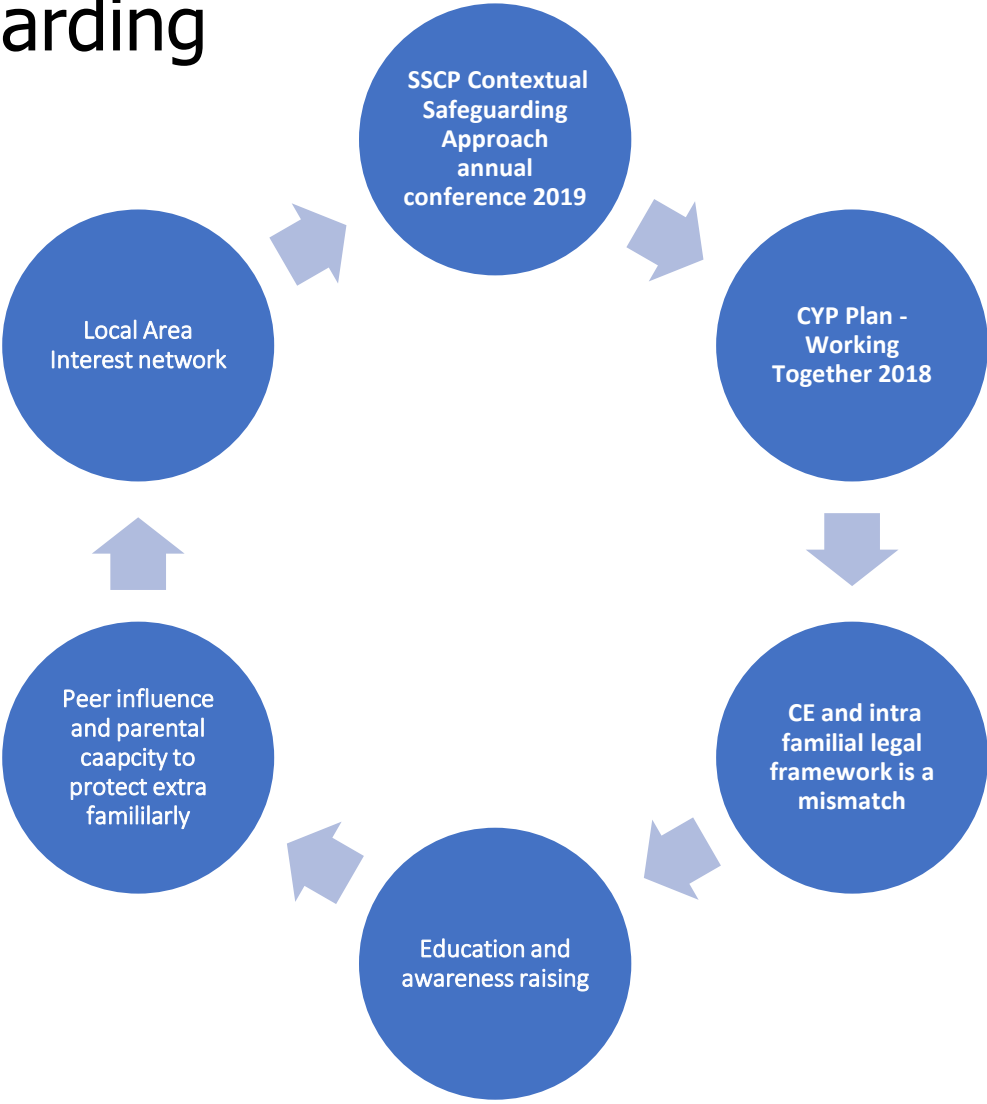 arding
SSCP Contextual
Safeguarding
Approach
annual
conference 2019
CYP Plan -
Working
Together 2018
CE and intra
familial legal
framework is a
mismatch
Education and
awareness raising
Peer influence
and parental
caapcity to
protect extra
famililarly
Local Area
Interest network